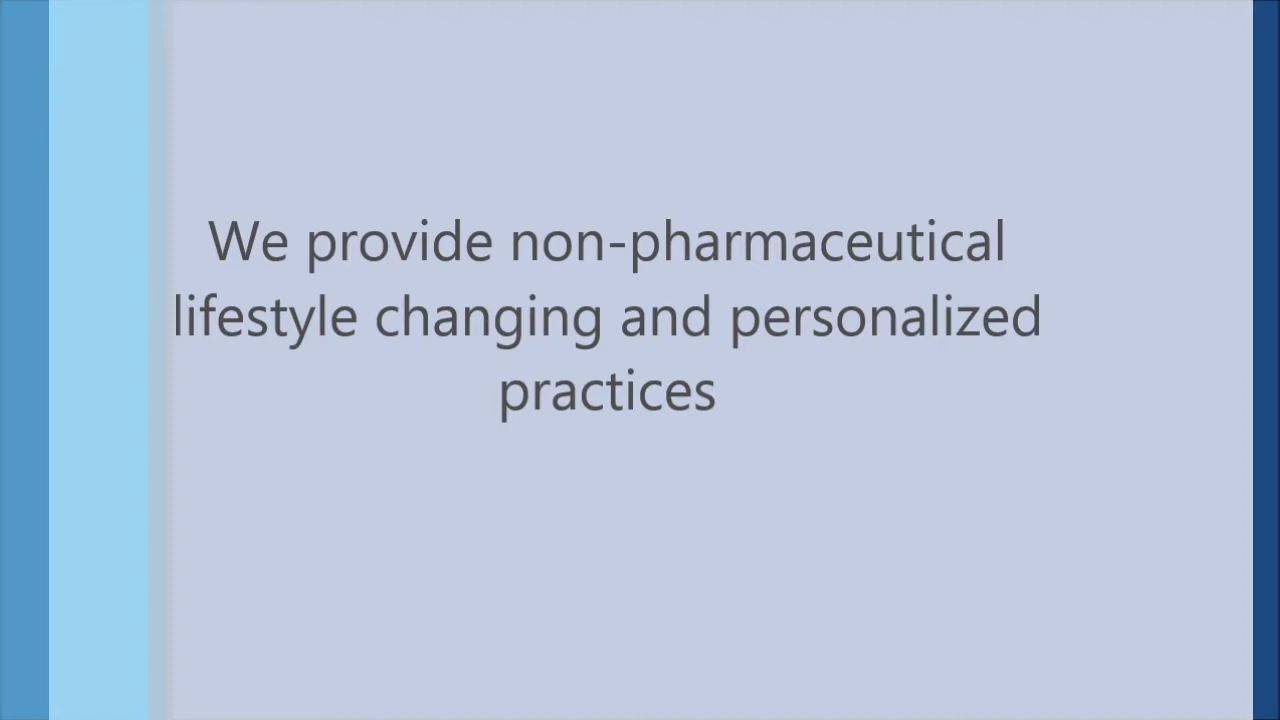 We provide non-pharmaceutical
lifestyle changing and personalized
practices